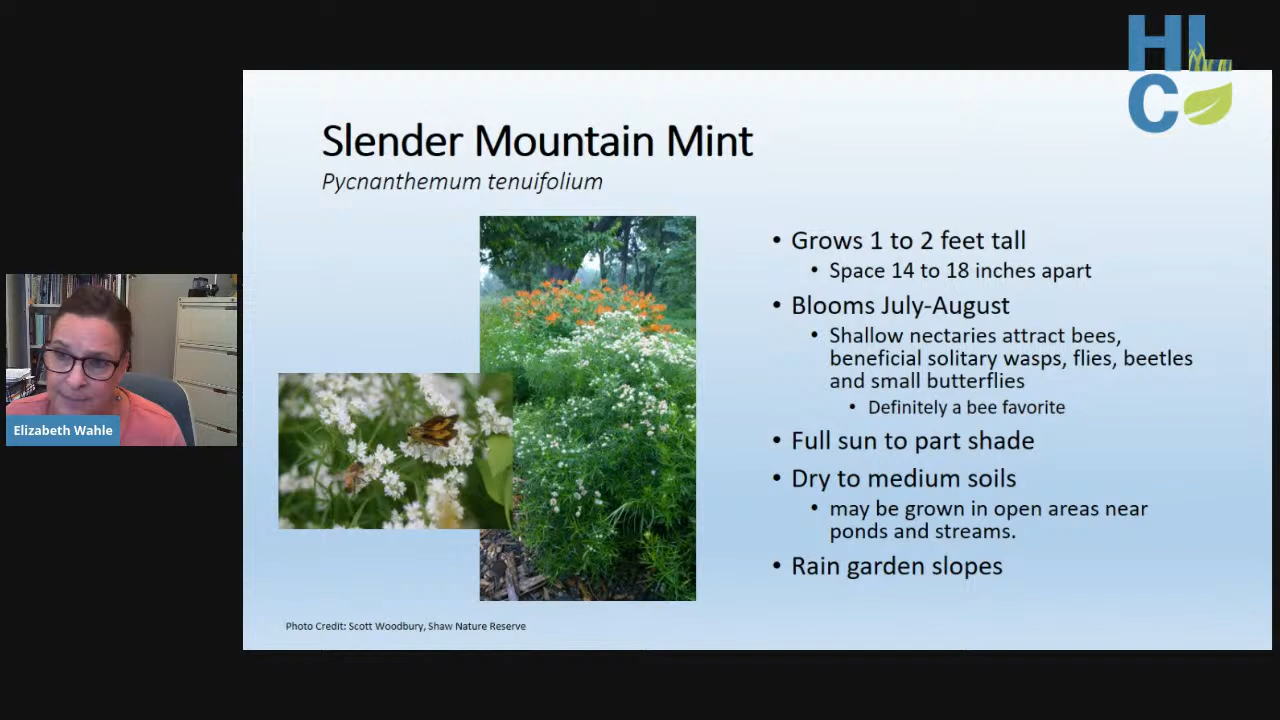 HL
C
Slender Mountain Mint
Pycnanthemum tenuifolium
• Grows 1 to 2 feet tall
• Space 14 to 18 inches apart
• Blooms July-August
• Shallow nectaries attract bees,
beneficial solitary wasps, flies, beetles
and small butterflies
• Definitely a bee favorite
• Full sun to part shade
• Dry to medium soils
• may be grown in open areas near
ponds and streams.
• Rain garden slopes
Elizabeth Wahle
Photo Credit: Scott Woodbury, Shaw Nature Reserve